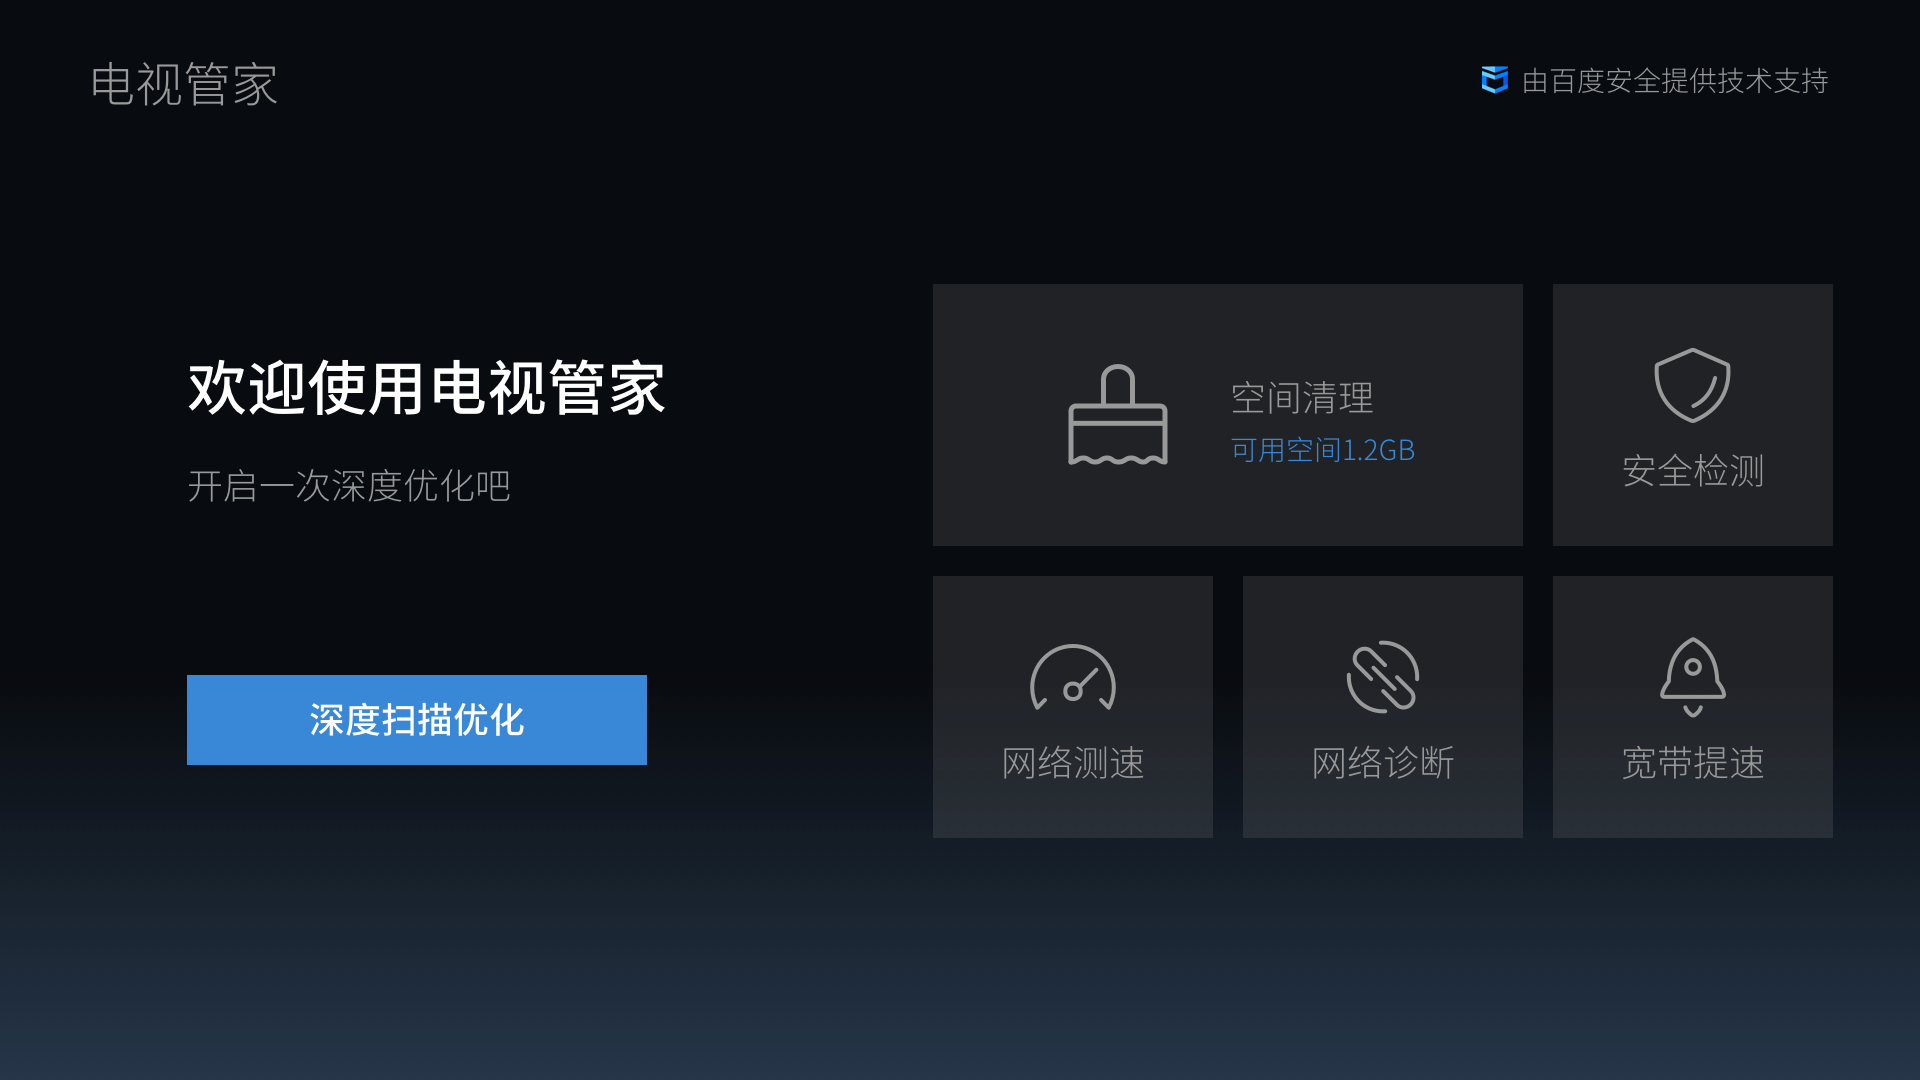 电视管家
由百度安全提供技术支持
欢迎使用电视管家
开启一次深度优化吧
深度扫描优化
空间清理
可用空间1.2GB
安全检测
网络测速
网络诊断
宽带提速